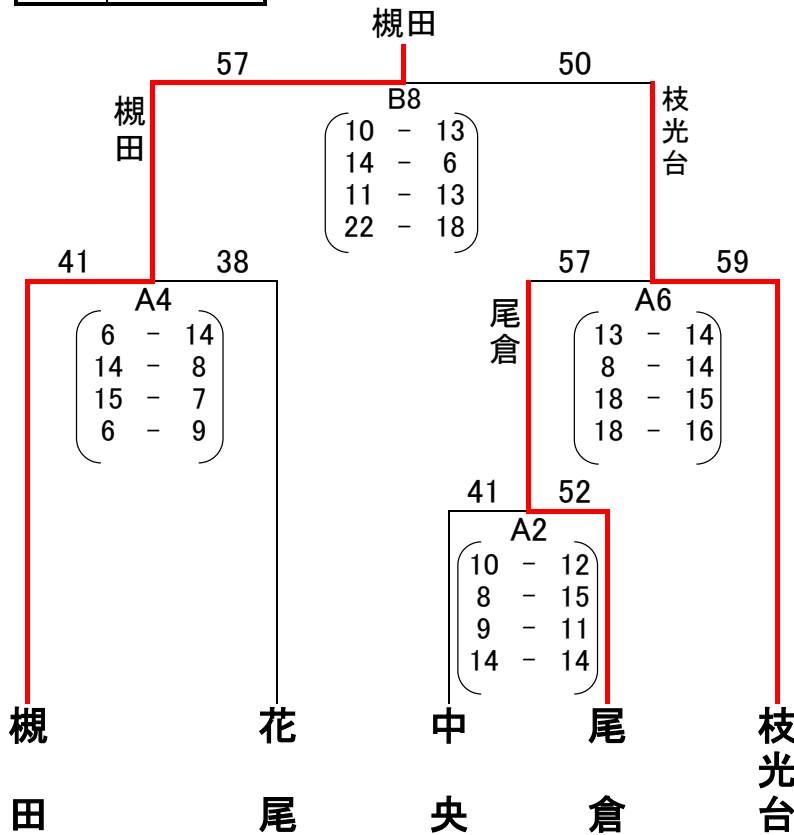 槻田
57 50
槻田
枝光台
B8
10 - 13
14 - 6
11 - 13
22 - 18
41 38
57 59
A4
6 - 14
14 - 8
15 - 7
6 - 9
尾倉
A6
13 - 14
8 - 14
18 - 15
18 - 16
41 52
A2
10 - 12
8 - 15
9 - 11
14 - 14
槻田
花尾
中央
尾倉
枝光台